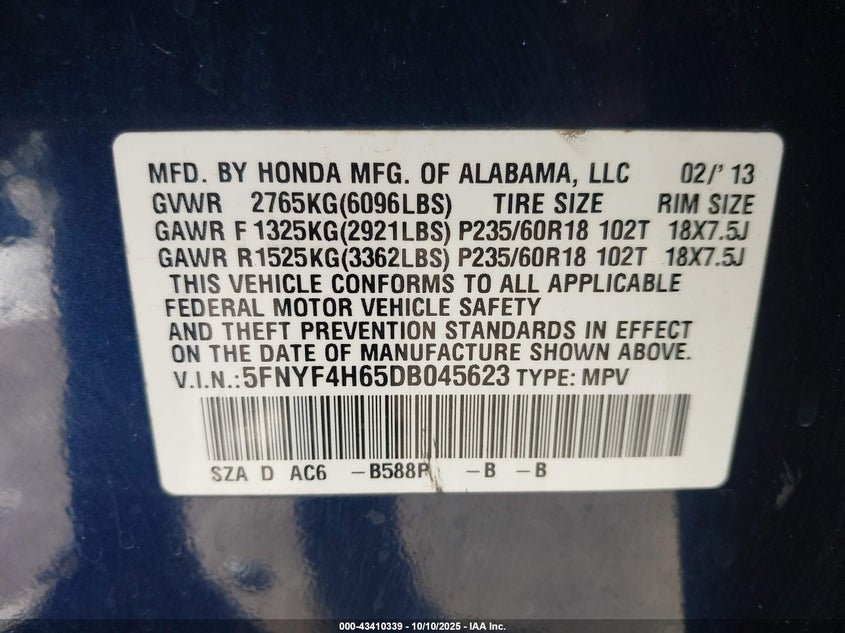 MFD. BY HONDA MFG. OF ALABAMA, LLC 02/' 13
GVWR 2765KG(6096LBS) TIRE SIZE RIM SIZE
GAWR F 1325KG(2921LBS) P235/60R18 102T 18X7.5J
GAWR R1525KG(3362LBS) P235/60R18 102T 18X7.5J
THIS VEHICLE CONFORMS TO ALL APPLICABLE
FEDERAL MOTOR VEHICLE SAFETY
AND THEFT PREVENTION STANDARDS IN EFFECT
ON THE DATE OF MANUFACTURE SHOWN ABOVE.
V.I.N.:5FNYF4H65DB045623 TYPE: MPV
SZA D AC6 -B588P -B -B
000-43410339 - 10/10/2025 - IAA Inc.